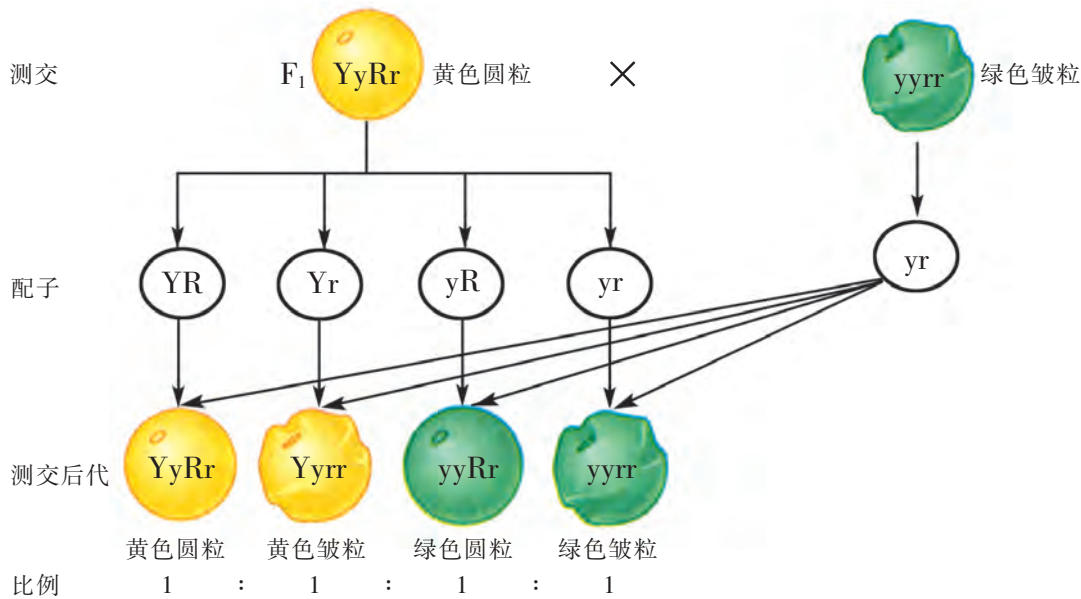 测交 F₁ YyRr 黄色圆粒 × yyrr 绿色皱粒
配子 YR Yr yR yr yr
测交后代 YyRr Yyrr yyRr yyrr
黄色圆粒 黄色皱粒 绿色圆粒 绿色皱粒
比例 1 : 1 : 1 : 1